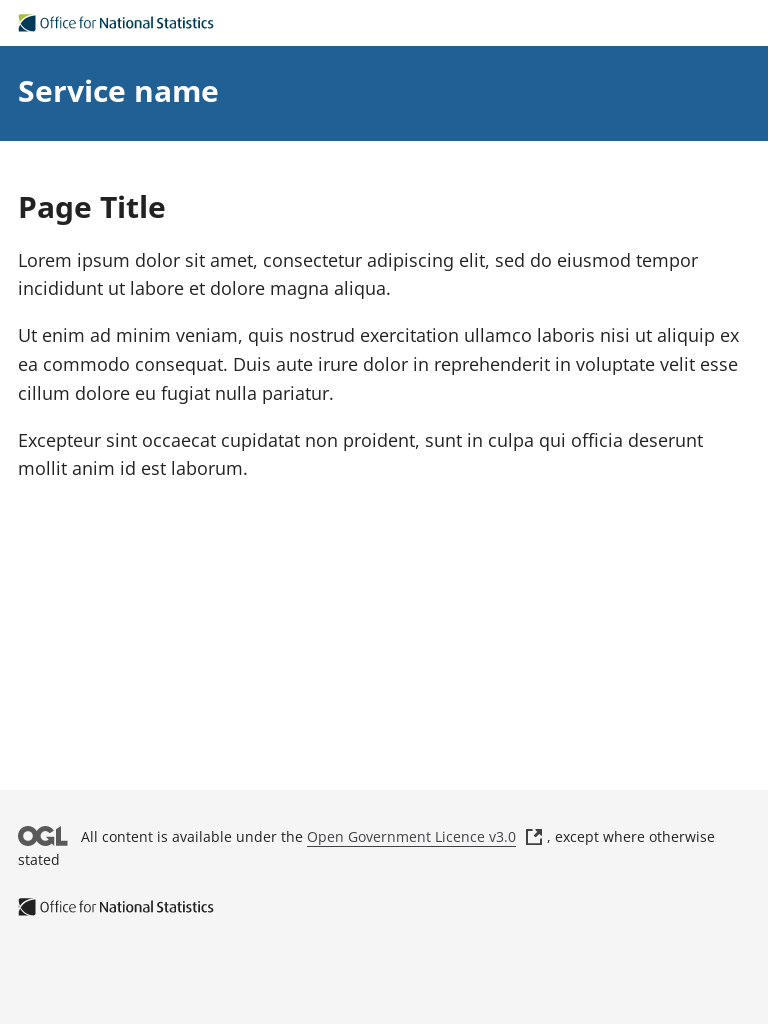 Office for National Statistics
Service name
Page Title
Lorem ipsum dolor sit amet, consectetur adipiscing elit, sed do eiusmod tempor
incididunt ut labore et dolore magna aliqua.
Ut enim ad minim veniam, quis nostrud exercitation ullamco laboris nisi ut aliquip ex
ea commodo consequat. Duis aute irure dolor in reprehenderit in voluptate velit esse
cillum dolore eu fugiat nulla pariatur.
Excepteur sint occaecat cupidatat non proident, sunt in culpa qui officia deserunt
mollit anim id est laborum.
OGL All content is available under the Open Government Licence v3.0 , except where otherwise
stated
Office for National Statistics